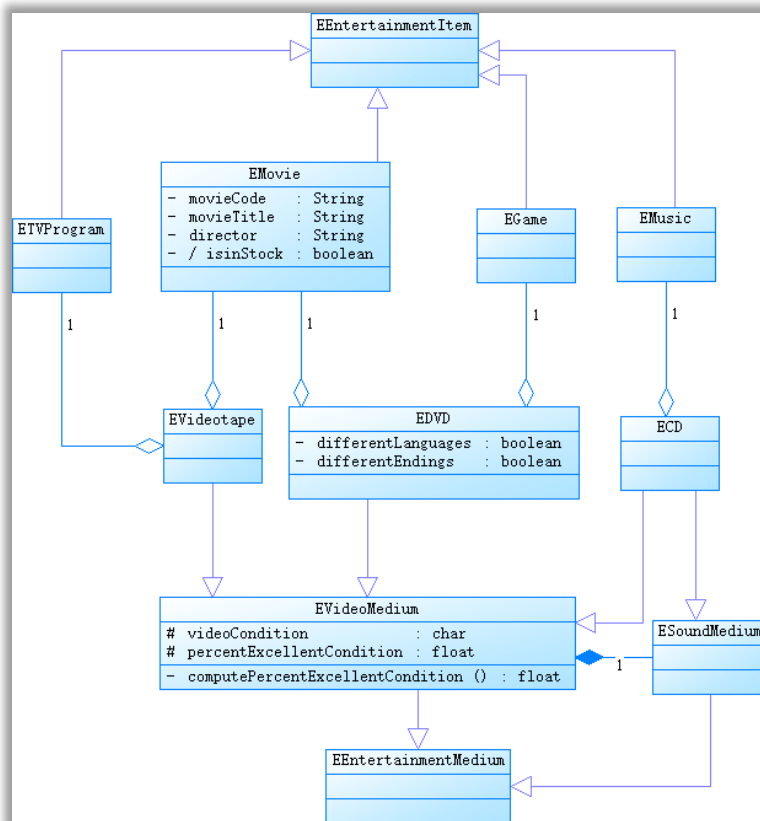 EEntertainmentItem
EMovie
- movieCode : String
- movieTitle : String
- director : String
- / isinStock : boolean
ETVProgram
EGame
EMusic
1
1
1
1
1
EVideotape
EDVD
- differentLanguages : boolean
- differentEndings : boolean
ECD
EVideoMedium
# videoCondition : char
# percentExcellentCondition : float
- computePercentExcellentCondition () : float
ESoundMedium
1
EEntertainmentMedium